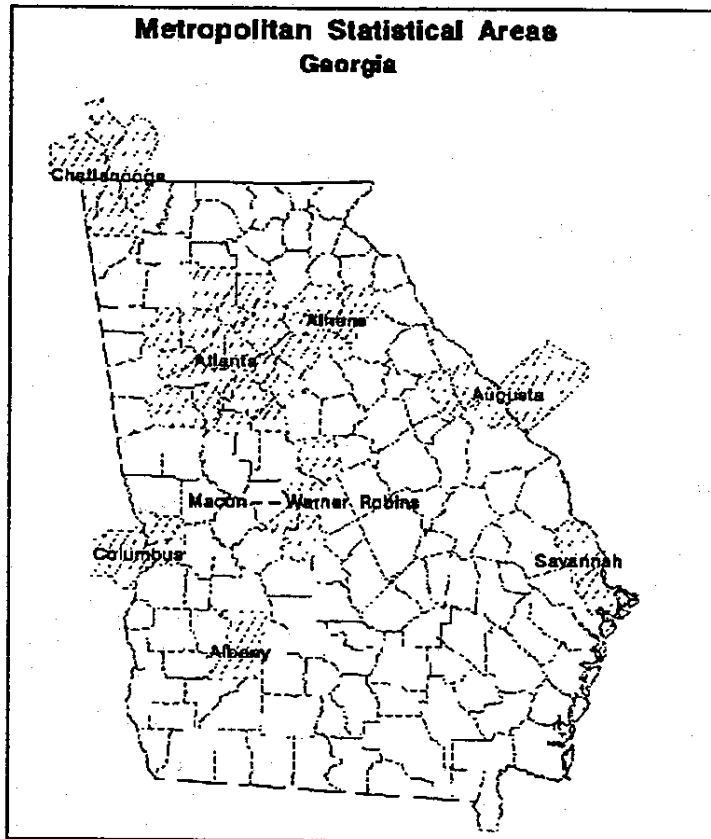 Metropolitan Statistical Areas
Georgia
Chattanooga
Athens
Atlanta
Augusta
Macon--Warner Robins
Columbus
Savannah
Albany